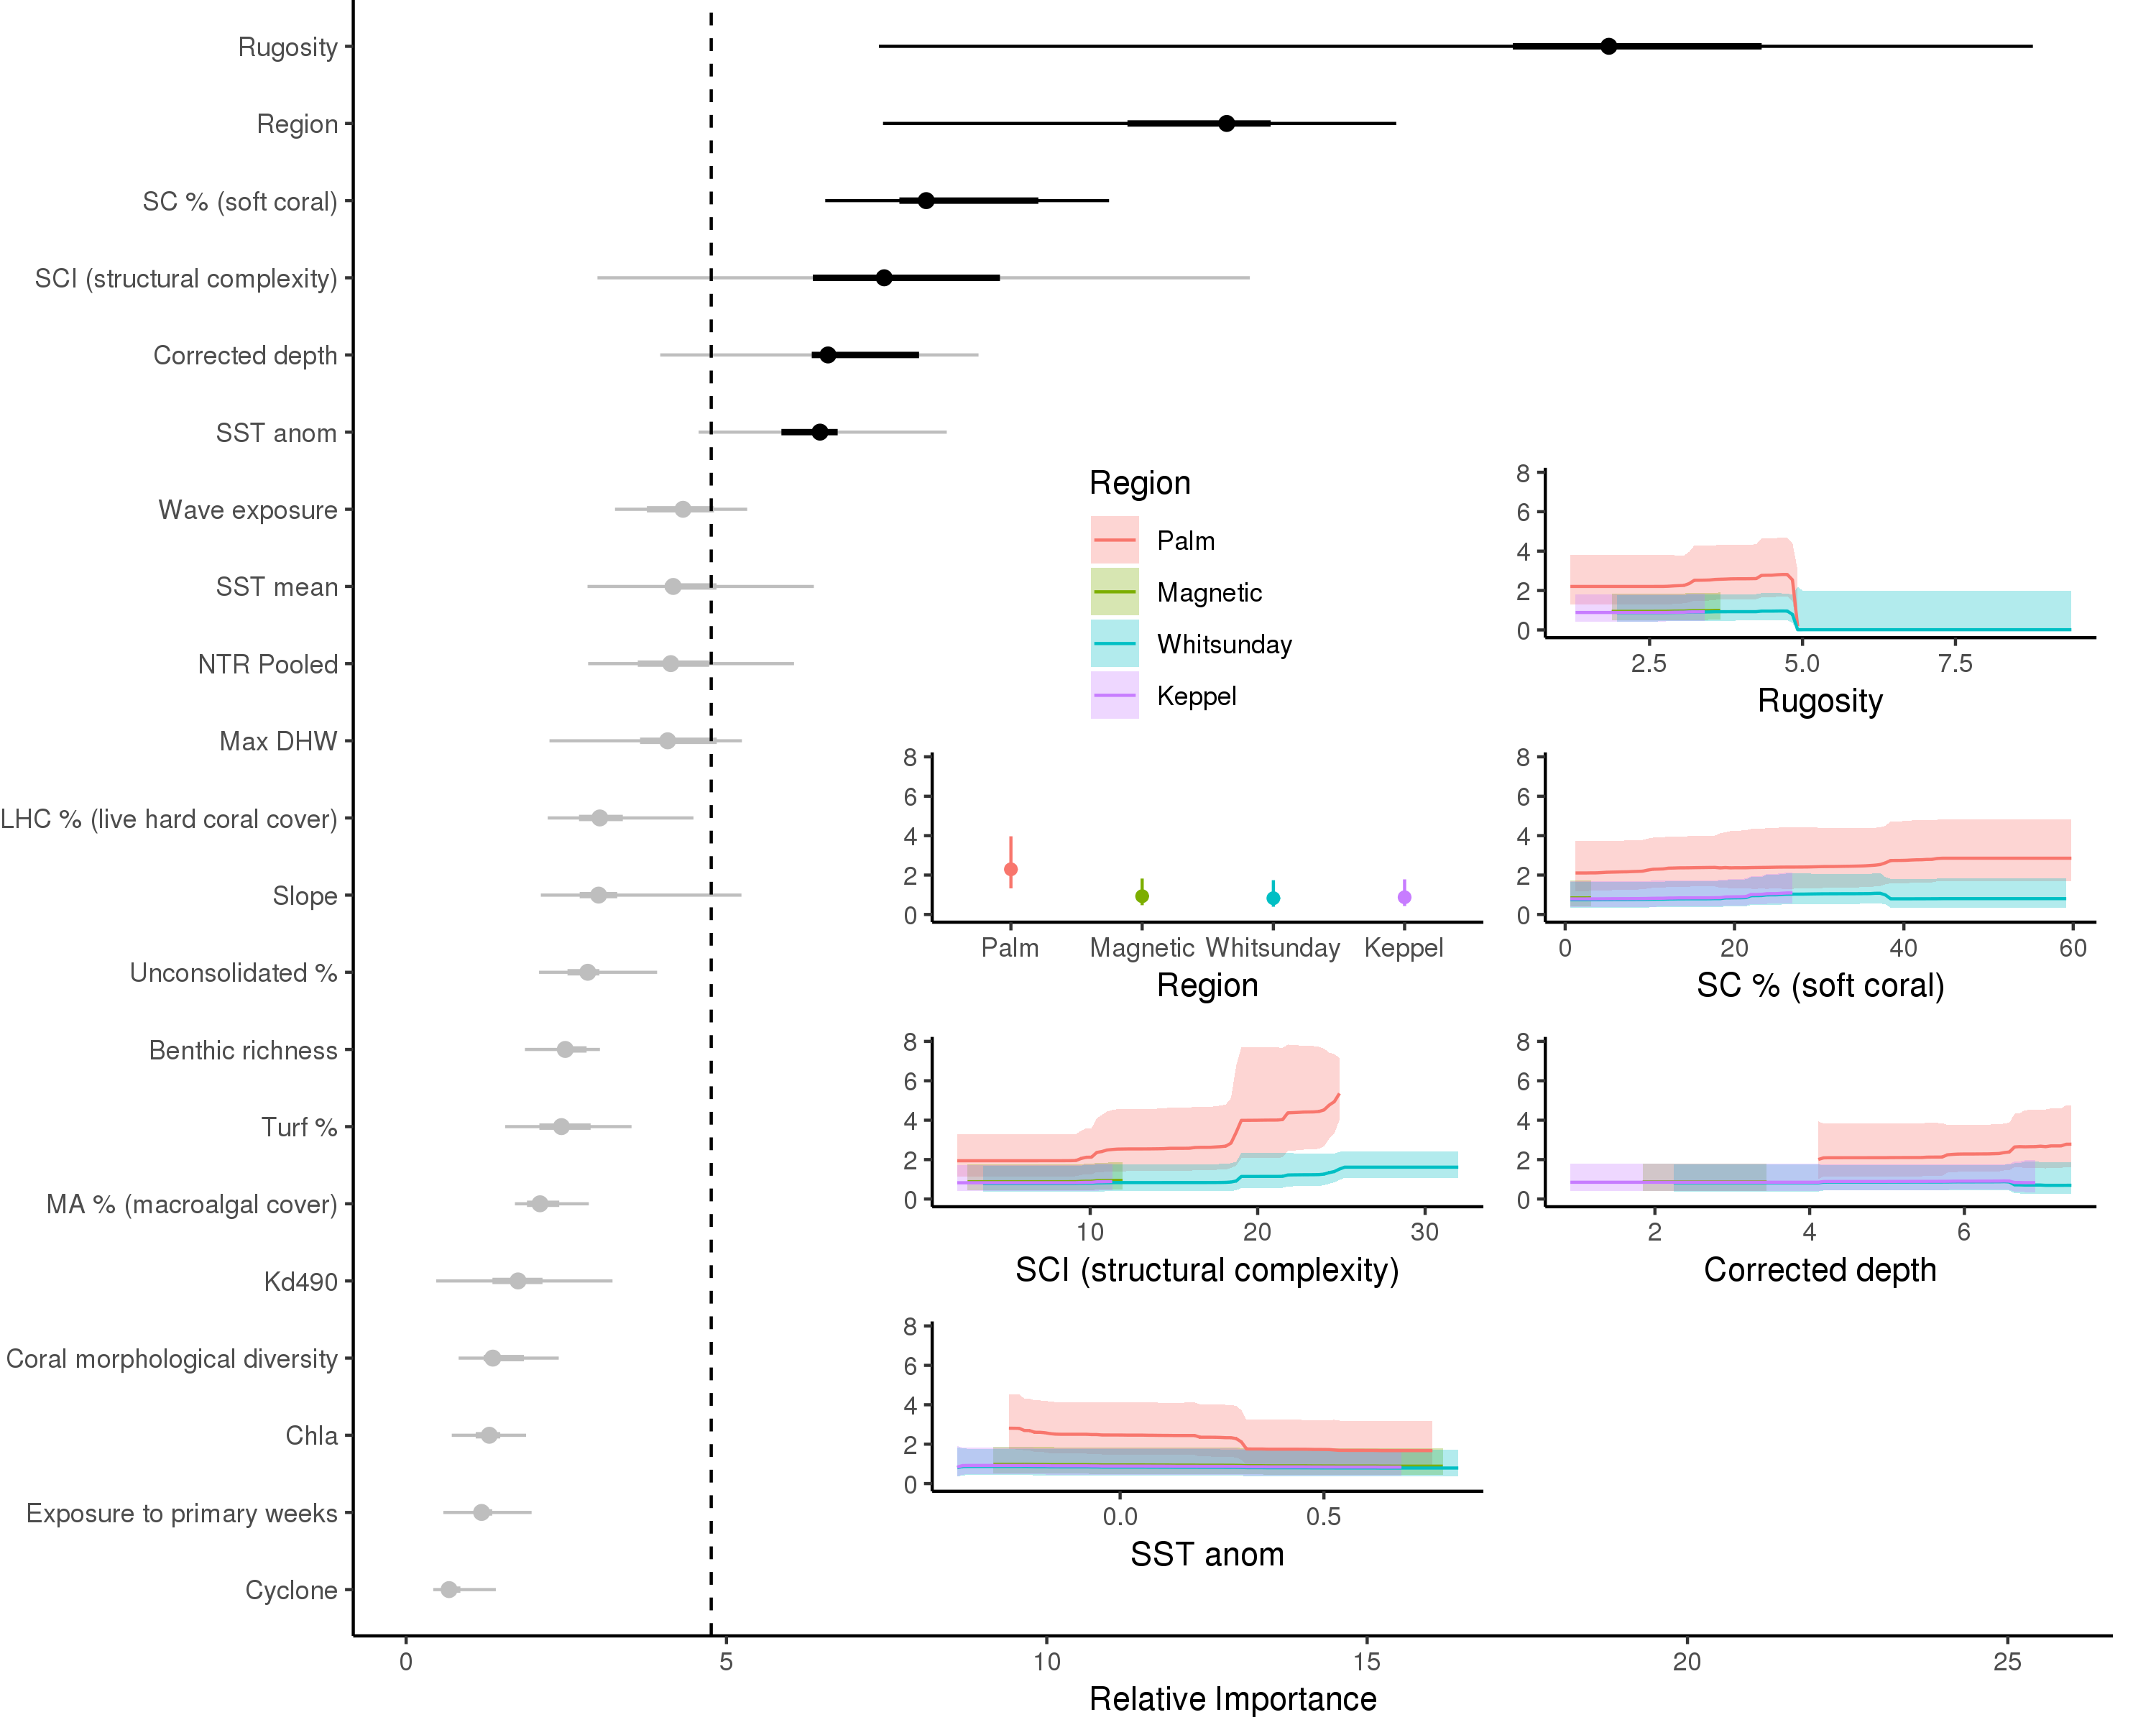 Rugosity
Region
SC % (soft coral)
SCI (structural complexity)
Corrected depth
SST anom
Wave exposure
SST mean
NTR Pooled
Max DHW
LHC % (live hard coral cover)
Slope
Unconsolidated %
Benthic richness
Turf %
MA % (macroalgal cover)
Kd490
Coral morphological diversity
Chla
Exposure to primary weeks
Cyclone
0 5 10 15 20 25
Relative Importance
Region
Palm
Magnetic
Whitsunday
Keppel
8
6
4
2
0
2.5 5.0 7.5
Rugosity
8
6
4
2
0
Palm Magnetic Whitsunday Keppel
Region
8
6
4
2
0
0 20 40 60
SC % (soft coral)
8
6
4
2
0
10 20 30
SCI (structural complexity)
8
6
4
2
0
2 4 6
Corrected depth
8
6
4
2
0
0.0 0.5
SST anom